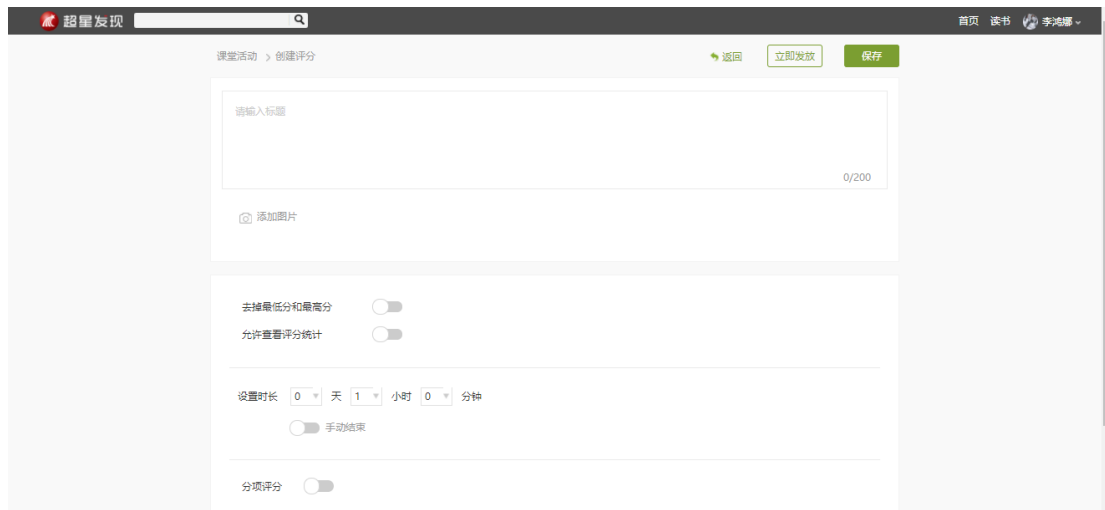 超星发现 首页 读书 李鸿娜
课堂活动 > 创建评分 返回 立即发放 保存
请输入标题
0/200
添加图片
去掉最低分和最高分
允许查看评分统计
设置时长 0 天 1 小时 0 分钟
手动结束
分项评分